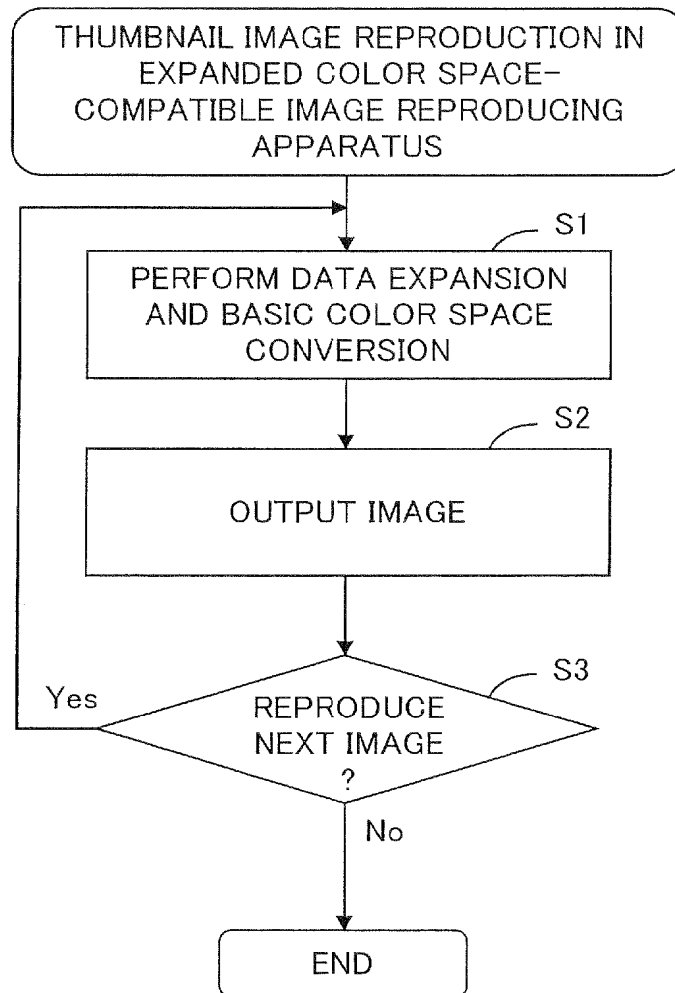 THUMBNAIL IMAGE REPRODUCTION IN
EXPANDED COLOR SPACE-
COMPATIBLE IMAGE REPRODUCING
APPARATUS
S1
PERFORM DATA EXPANSION
AND BASIC COLOR SPACE
CONVERSION
S2
OUTPUT IMAGE
S3
Yes
REPRODUCE
NEXT IMAGE
?
No
END